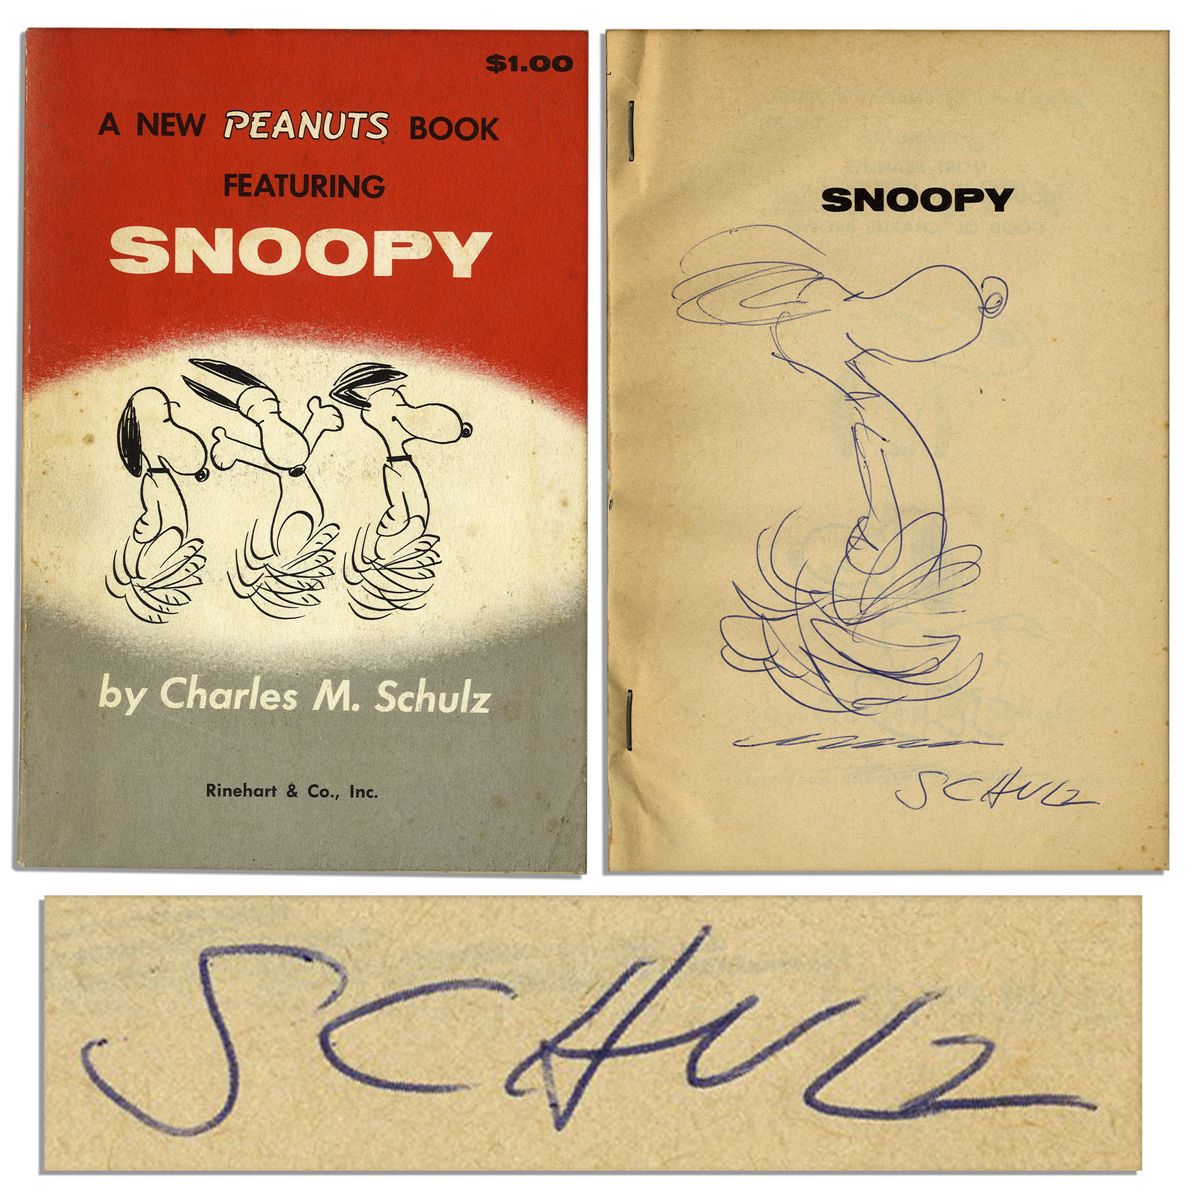 $1.00
A NEW PEANUTS BOOK
FEATURING
SNOOPY
by Charles M. Schulz
Rinehart & Co., Inc.
SNOOPY
SCHULZ
SCHULZ